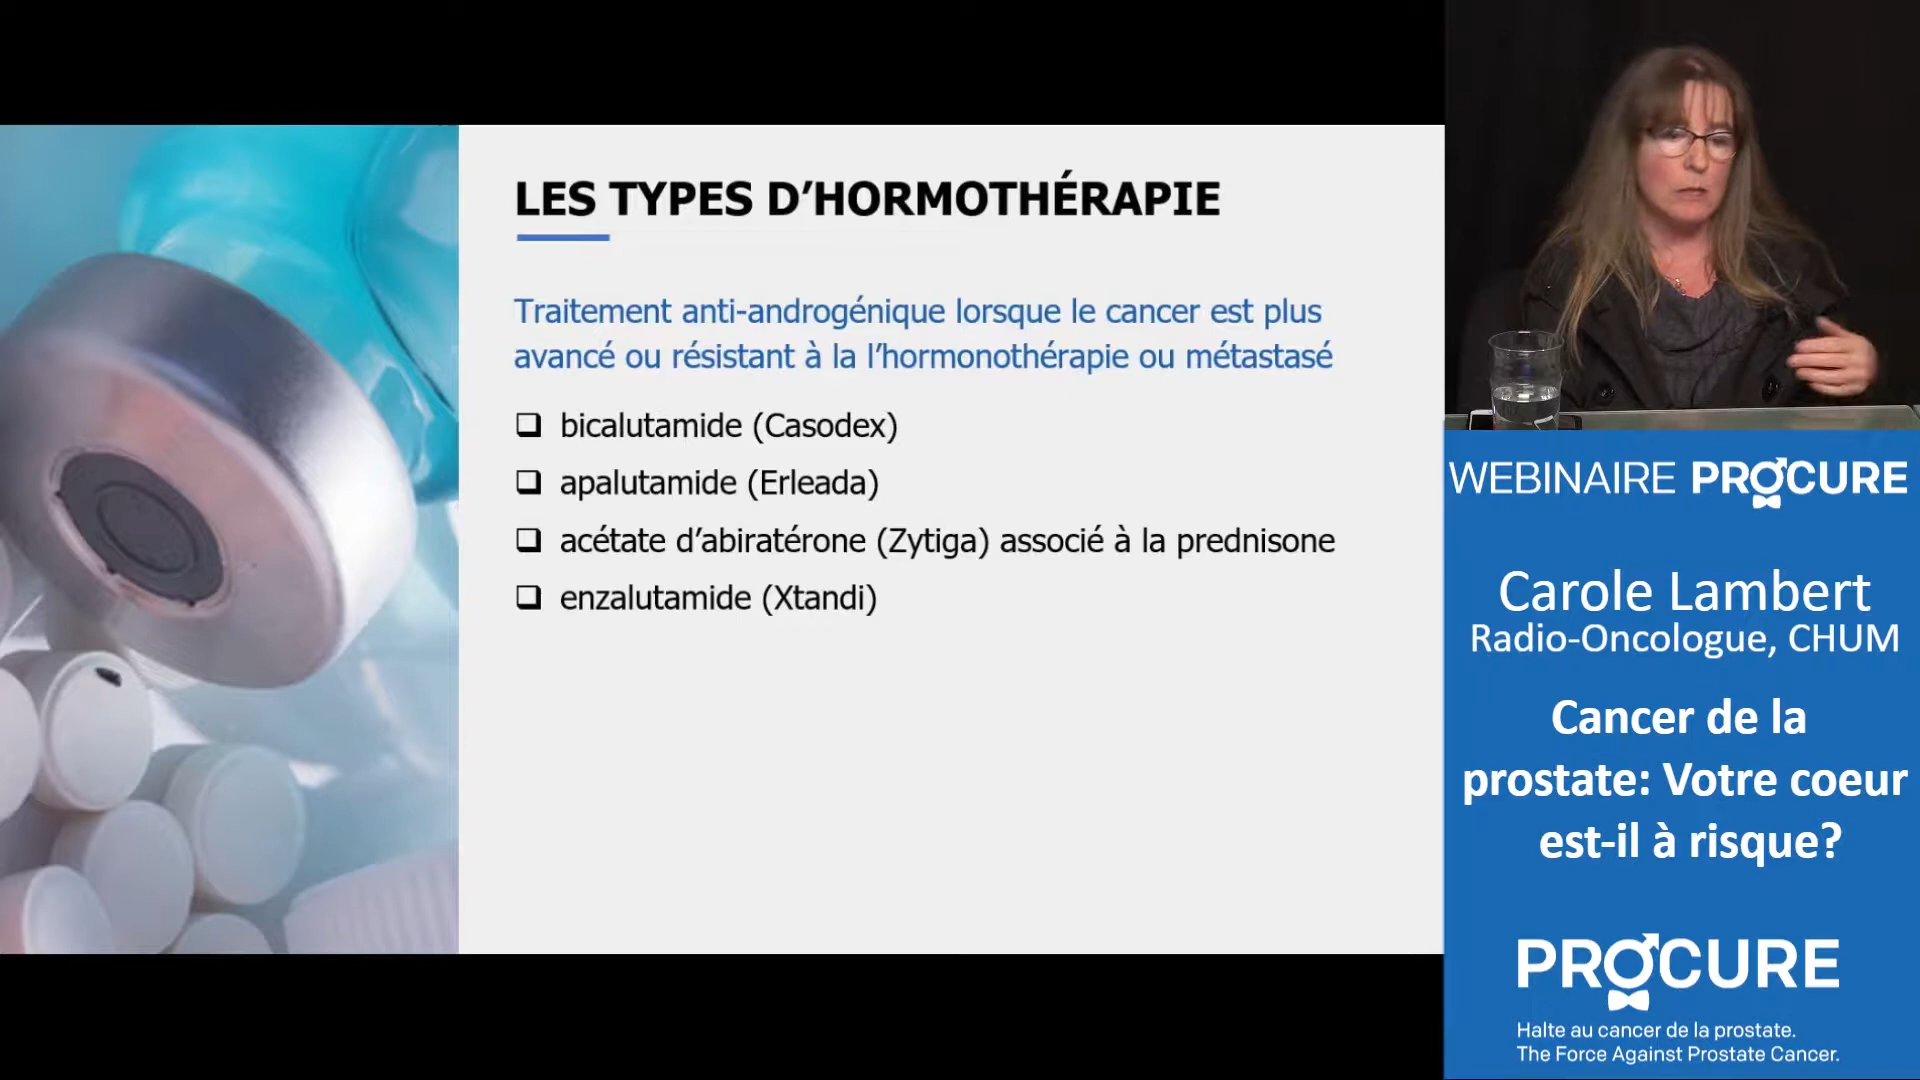 LES TYPES D’HORMOTHÉRAPIE
Traitement anti-androgénique lorsque le cancer est plus
avancé ou résistant à la l’hormonothérapie ou métastasé
bicalutamide (Casodex)
apalutamide (Erleada)
acétate d’abiratérone (Zytiga) associé à la prednisone
enzalutamide (Xtandi)
WEBINAIRE PROCURE
Carole Lambert
Radio-Oncologue, CHUM
Cancer de la
prostate: Votre coeur
est-il à risque?
PROCURE
Halte au cancer de la prostate.
The Force Against Prostate Cancer.